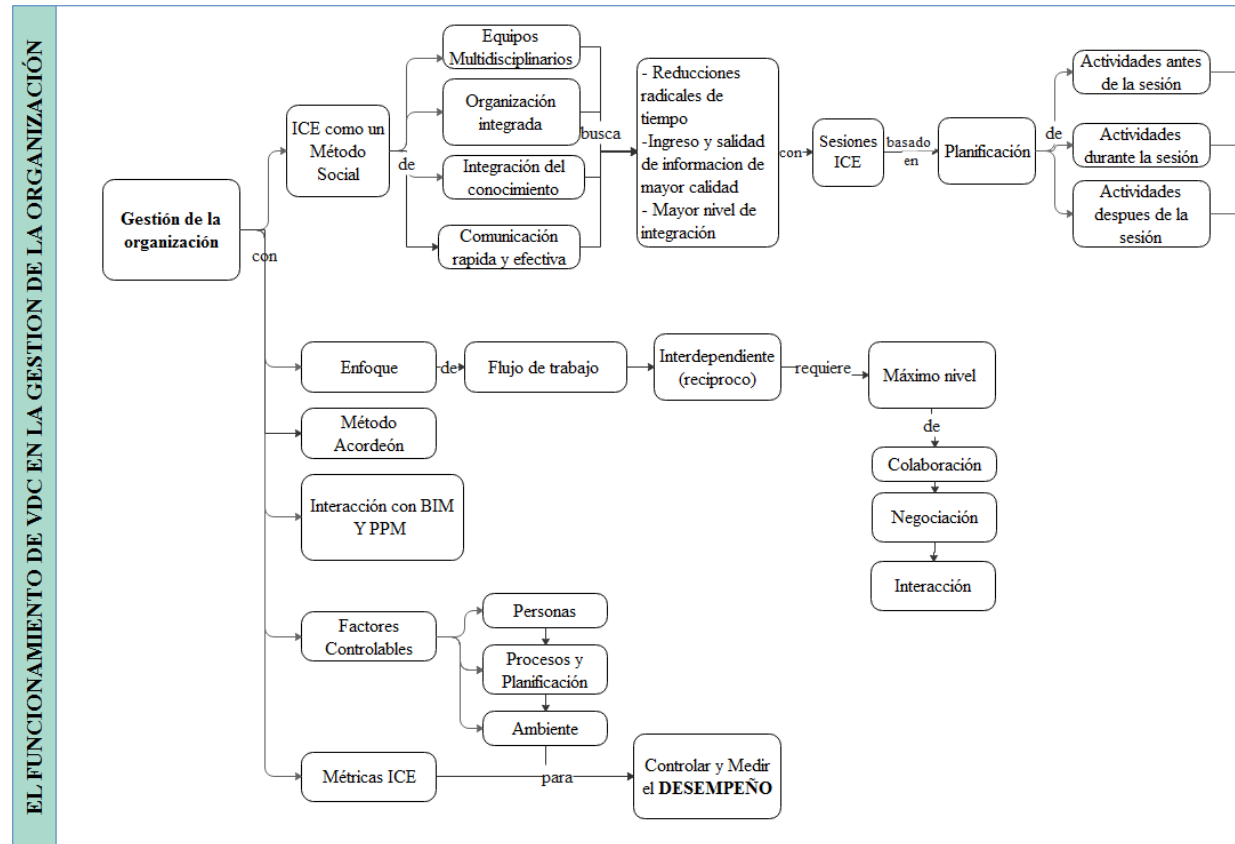 EL FUNCIONAMIENTO DE VDC EN LA GESTION DE LA ORGANIZACIÓN
Gestión de la
organización
con
ICE como un
Método
Social
de
Equipos
Multidisciplinarios
Organización
integrada
Integración del
conocimiento
Comunicación
rapida y efectiva
busca
- Reducciones
radicales de
tiempo
-Ingreso y salidad
de informacion de
mayor calidad
- Mayor nivel de
integración
con
Sesiones
ICE
basado
en
Planificación
de
Actividades antes
de la sesión
Actividades
durante la sesión
Actividades
despues de la
sesión
Enfoque
de
Flujo de trabajo
Interdependiente
(reciproco)
requiere
Máximo nivel
de
Colaboración
Negociación
Interacción
Método
Acordeón
Interacción con BIM
Y PPM
Factores
Controlables
Personas
Procesos y
Planificación
Ambiente
Métricas ICE
para
Controlar y Medir
el DESEMPEÑO